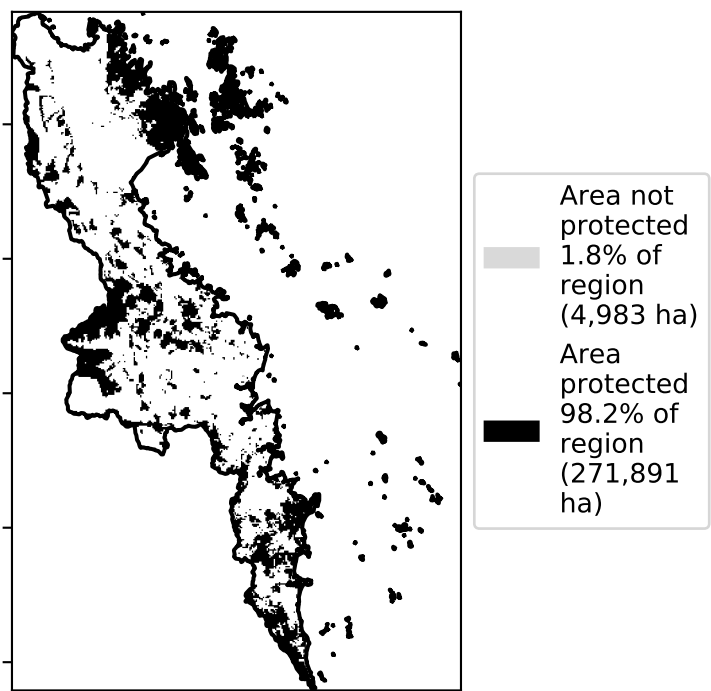 Area not
protected
1.8% of
region
(4,983 ha)
Area
protected
98.2% of
region
(271,891
ha)